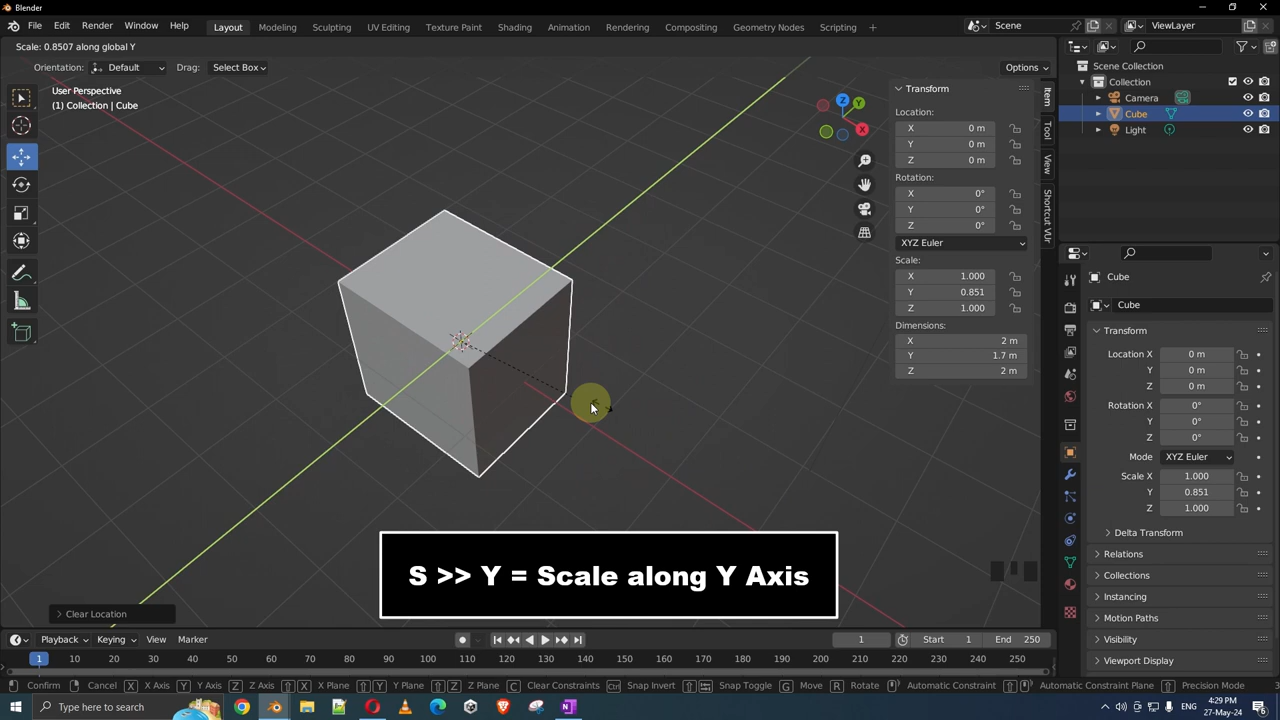 Blender
File Edit Render Window Help Layout Modeling Sculpting UV Editing Texture Paint Shading Animation Rendering Compositing Geometry Nodes Scripting + Scene ViewLayer
Scale: 0.8507 along global Y
Orientation: Default Drag: Select Box Options
User Perspective
(1) Collection | Cube
Transform
Location:
X 0 m
Y 0 m
Z 0 m
Rotation:
X 0°
Y 0°
Z 0°
XYZ Euler
Scale:
X 1.000
Y 0.851
Z 1.000
Dimensions:
X 2 m
Y 1.7 m
Z 2 m
Item
Tool
View
Shortcut VUr
Z
Y
X
Scene Collection
Collection
Camera
Cube
Light
Cube
Cube
Transform
Location X 0 m
Y 0 m
Z 0 m
Rotation X 0°
Y 0°
Z 0°
Mode XYZ Euler
Scale X 1.000
Y 0.851
Z 1.000
Delta Transform
Relations
Collections
Instancing
Motion Paths
Visibility
Viewport Display
S >> Y = Scale along Y Axis
Clear Location
Playback Keying View Marker 1 Start 1 End 250
1 10 20 30 40 50 60 70 80 90 100 110 120 130 140 150 160 170 180 190 200 210 220 230 240 250
Confirm Cancel X X Axis Y Y Axis Z Z Axis X X Plane Y Y Plane Z Z Plane C Clear Constraints Ctrl Snap Invert Snap Toggle G Move R Rotate Automatic Constraint Automatic Constraint Plane Precision Mode
Type here to search
ENG
4:29 PM
27-May-24